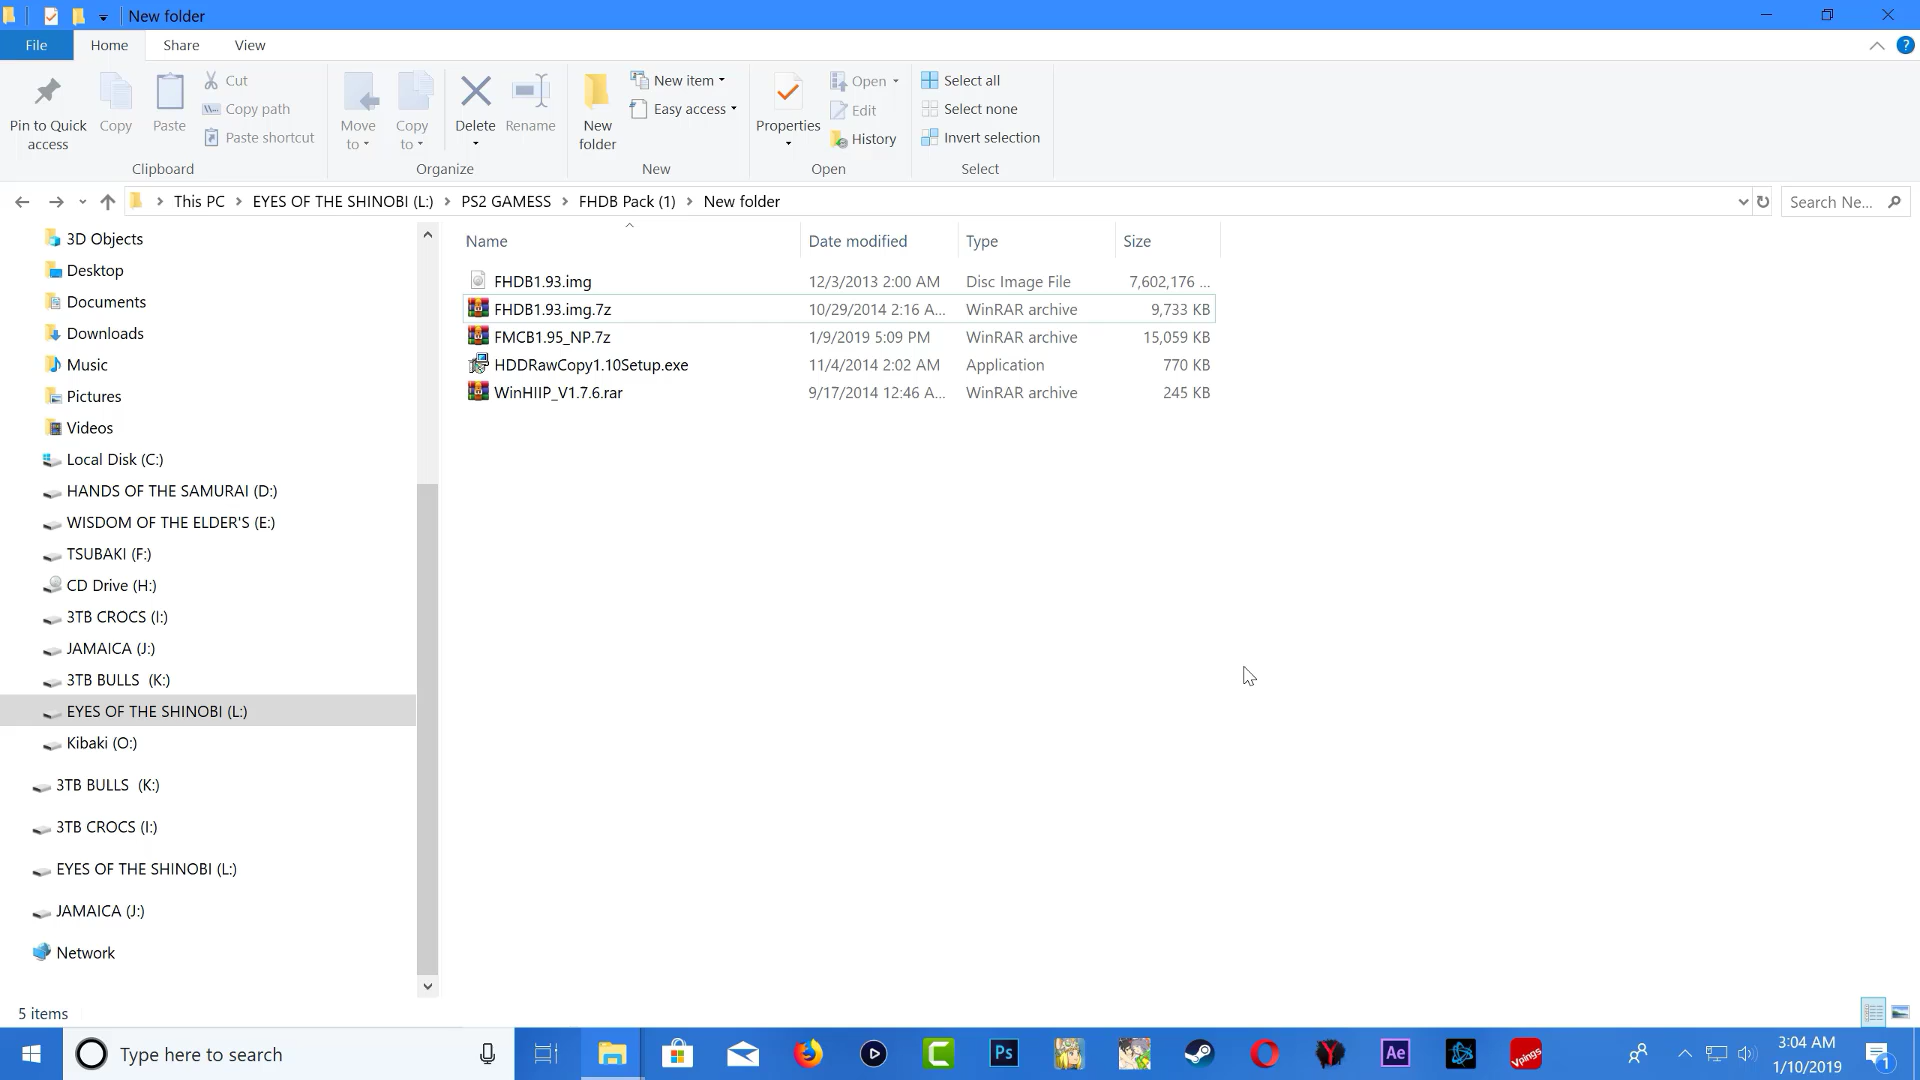 New folder
File Home Share View
Pin to Quick access
Copy
Paste
Cut
Copy path
Paste shortcut
Clipboard
Move to
Copy to
Delete
Rename
Organize
New folder
New item
Easy access
New
Properties
Open
Edit
History
Open
Select all
Select none
Invert selection
Select
This PC > EYES OF THE SHINOBI (L:) > PS2 GAMESS > FHDB Pack (1) > New folder
Search Ne...
3D Objects
Desktop
Documents
Downloads
Music
Pictures
Videos
Local Disk (C:)
HANDS OF THE SAMURAI (D:)
WISDOM OF THE ELDER'S (E:)
TSUBAKI (F:)
CD Drive (H:)
3TB CROCS (I:)
JAMAICA (J:)
3TB BULLS (K:)
EYES OF THE SHINOBI (L:)
Kibaki (O:)
3TB BULLS (K:)
3TB CROCS (I:)
EYES OF THE SHINOBI (L:)
JAMAICA (J:)
Network
Name Date modified Type Size
FHDB1.93.img 12/3/2013 2:00 AM Disc Image File 7,602,176 ...
FHDB1.93.img.7z 10/29/2014 2:16 A... WinRAR archive 9,733 KB
FMCB1.95_NP.7z 1/9/2019 5:09 PM WinRAR archive 15,059 KB
HDDRawCopy1.10Setup.exe 11/4/2014 2:02 AM Application 770 KB
WinHIIP_V1.7.6.rar 9/17/2014 12:46 A... WinRAR archive 245 KB
5 items
Type here to search
Ps
Ae
Vpings
3:04 AM
1/10/2019
1